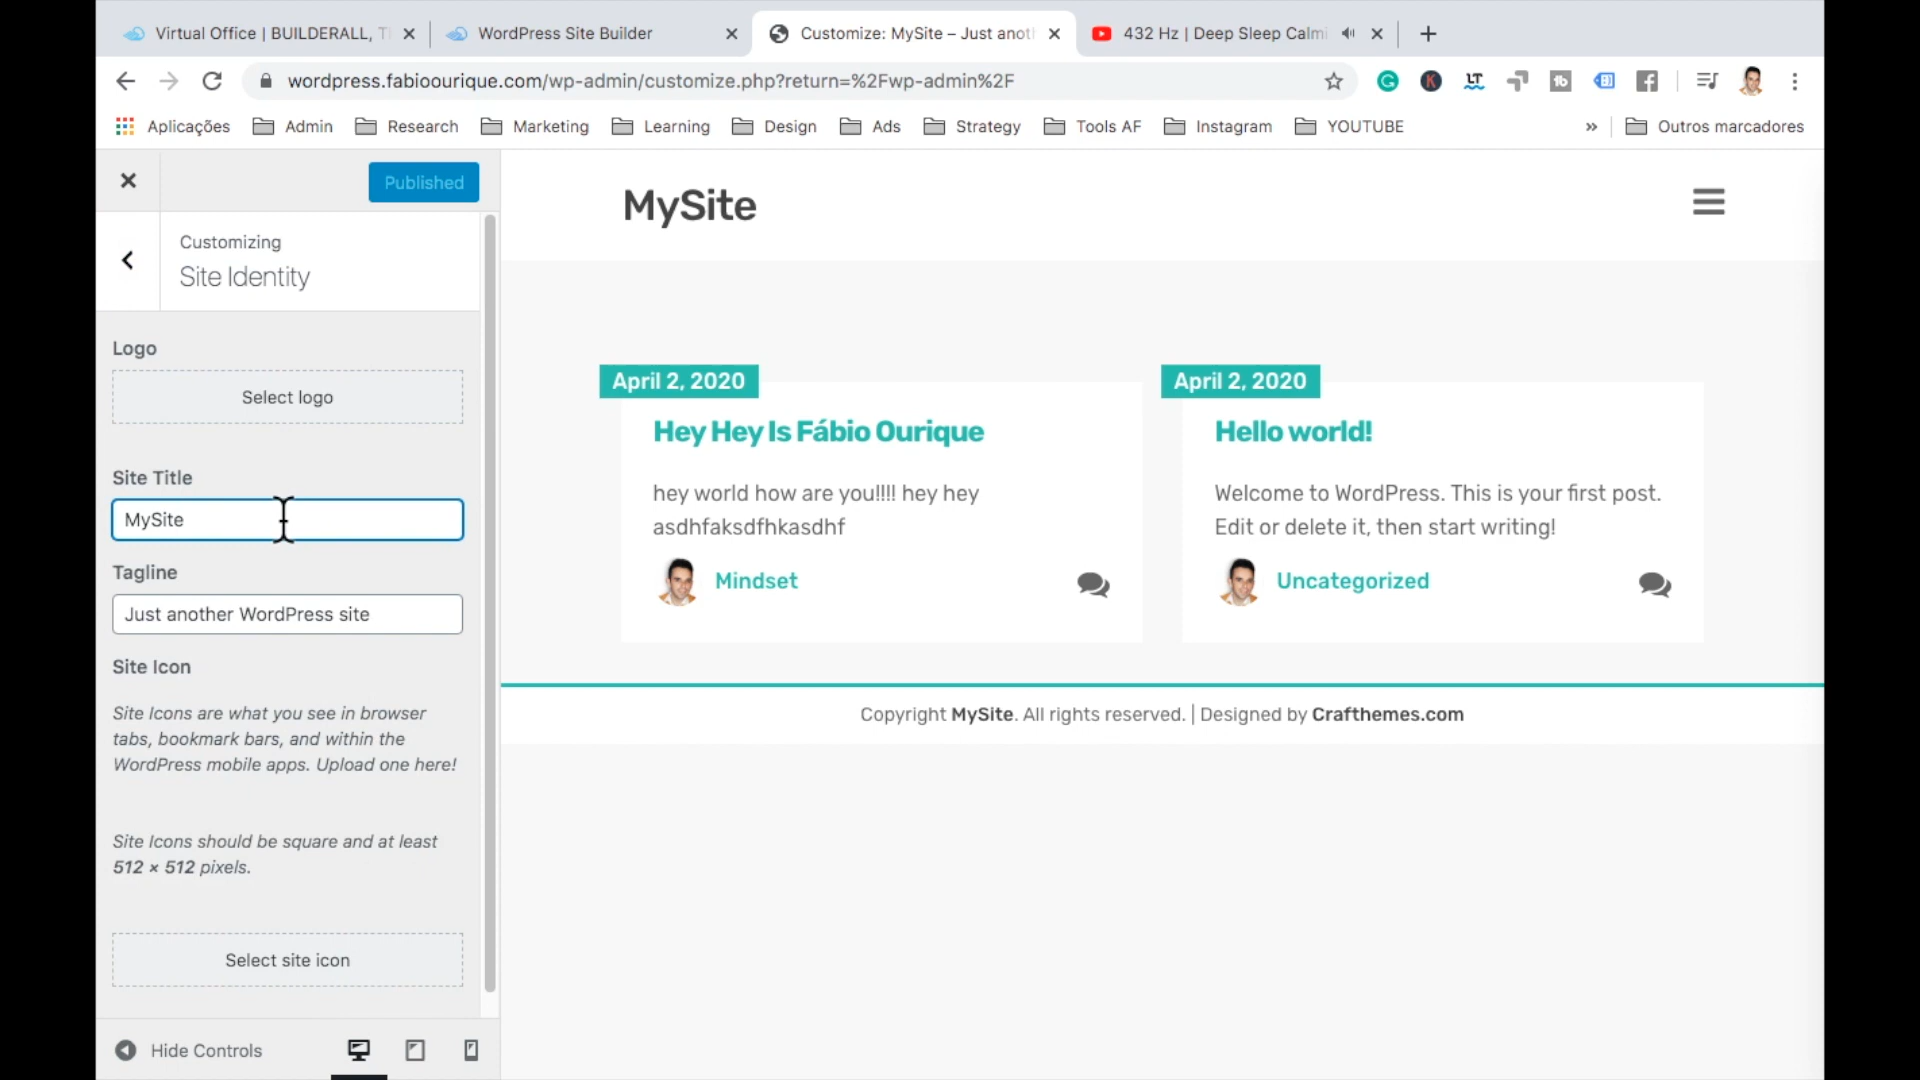 Virtual Office | BUILDERALL, T
WordPress Site Builder
Customize: MySite – Just anot
432 Hz | Deep Sleep Calmi
wordpress.fabioourique.com/wp-admin/customize.php?return=%2Fwp-admin%2F
Aplicações
Admin
Research
Marketing
Learning
Design
Ads
Strategy
Tools AF
Instagram
YOUTUBE
»
Outros marcadores
Published
Customizing
Site Identity
Logo
Select logo
Site Title
MySite
Tagline
Just another WordPress site
Site Icon
Site Icons are what you see in browser
tabs, bookmark bars, and within the
WordPress mobile apps. Upload one here!
Site Icons should be square and at least
512 × 512 pixels.
Select site icon
Hide Controls
MySite
April 2, 2020
Hey Hey Is Fábio Ourique
hey world how are you!!!! hey hey
asdhfaksdfhkasdhf
Mindset
April 2, 2020
Hello world!
Welcome to WordPress. This is your first post.
Edit or delete it, then start writing!
Uncategorized
Copyright MySite. All rights reserved. | Designed by Crafthemes.com